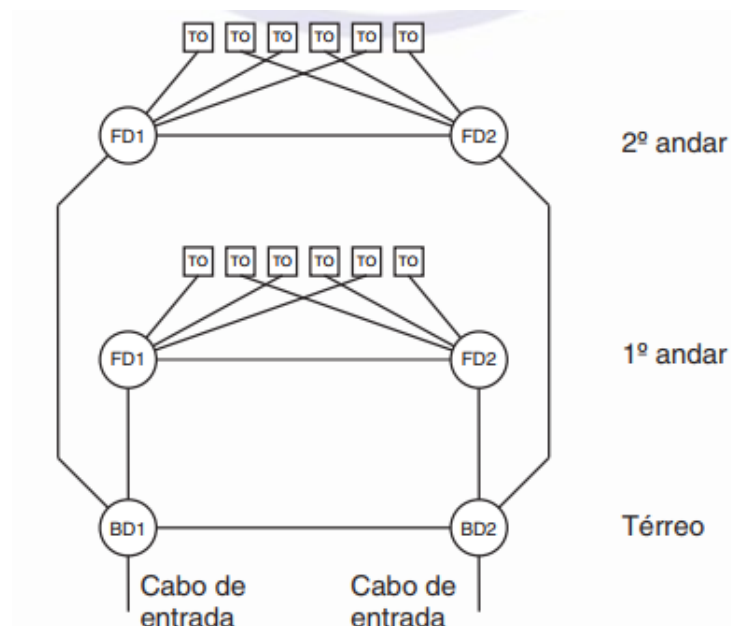 TO TO TO TO TO TO
FD1 FD2 2º andar
TO TO TO TO TO TO
FD1 FD2 1º andar
BD1 BD2 Térreo
Cabo de entrada
Cabo de entrada